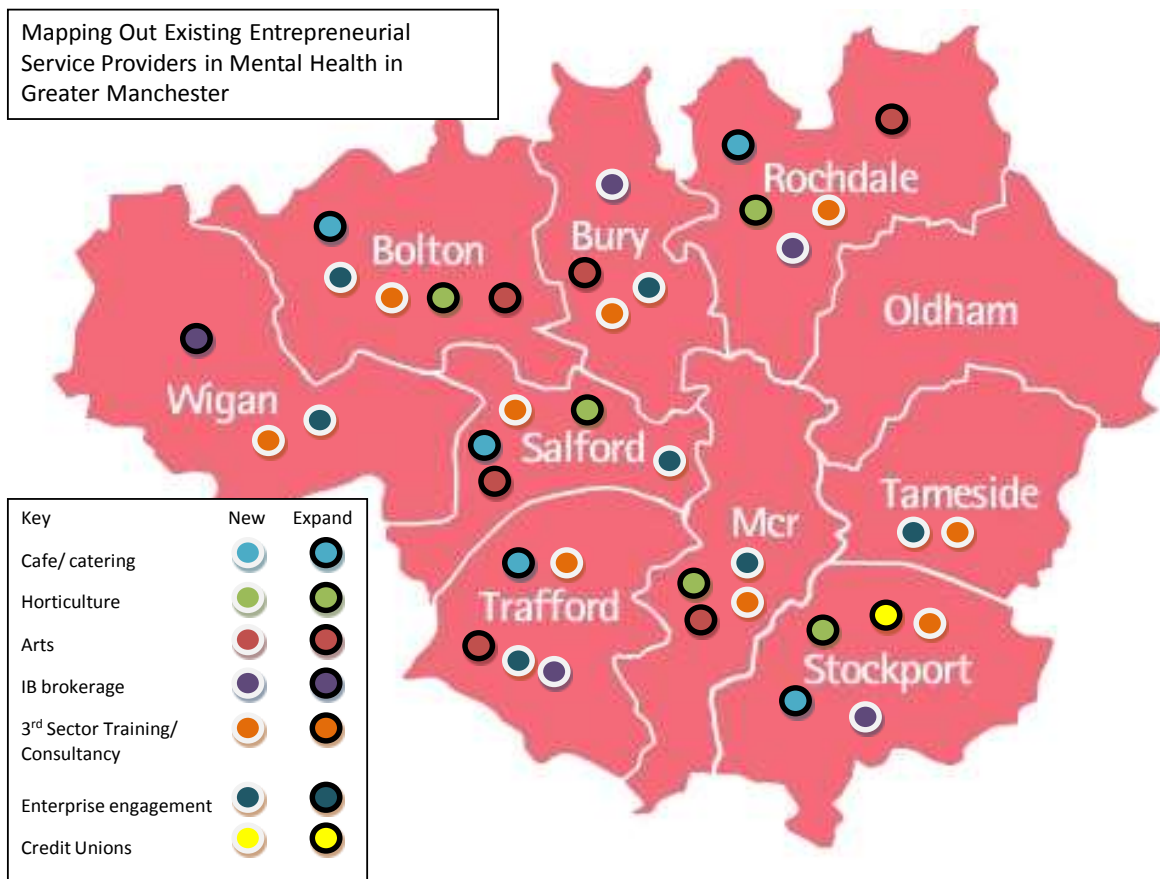 Mapping Out Existing Entrepreneurial
Service Providers in Mental Health in
Greater Manchester
Rochdale
Bury
Bolton
Oldham
Wigan
Salford
Tameside
Mcr
Trafford
Stockport
Key New Expand
Cafe/ catering
Horticulture
Arts
IB brokerage
3rd Sector Training/
Consultancy
Enterprise engagement
Credit Unions